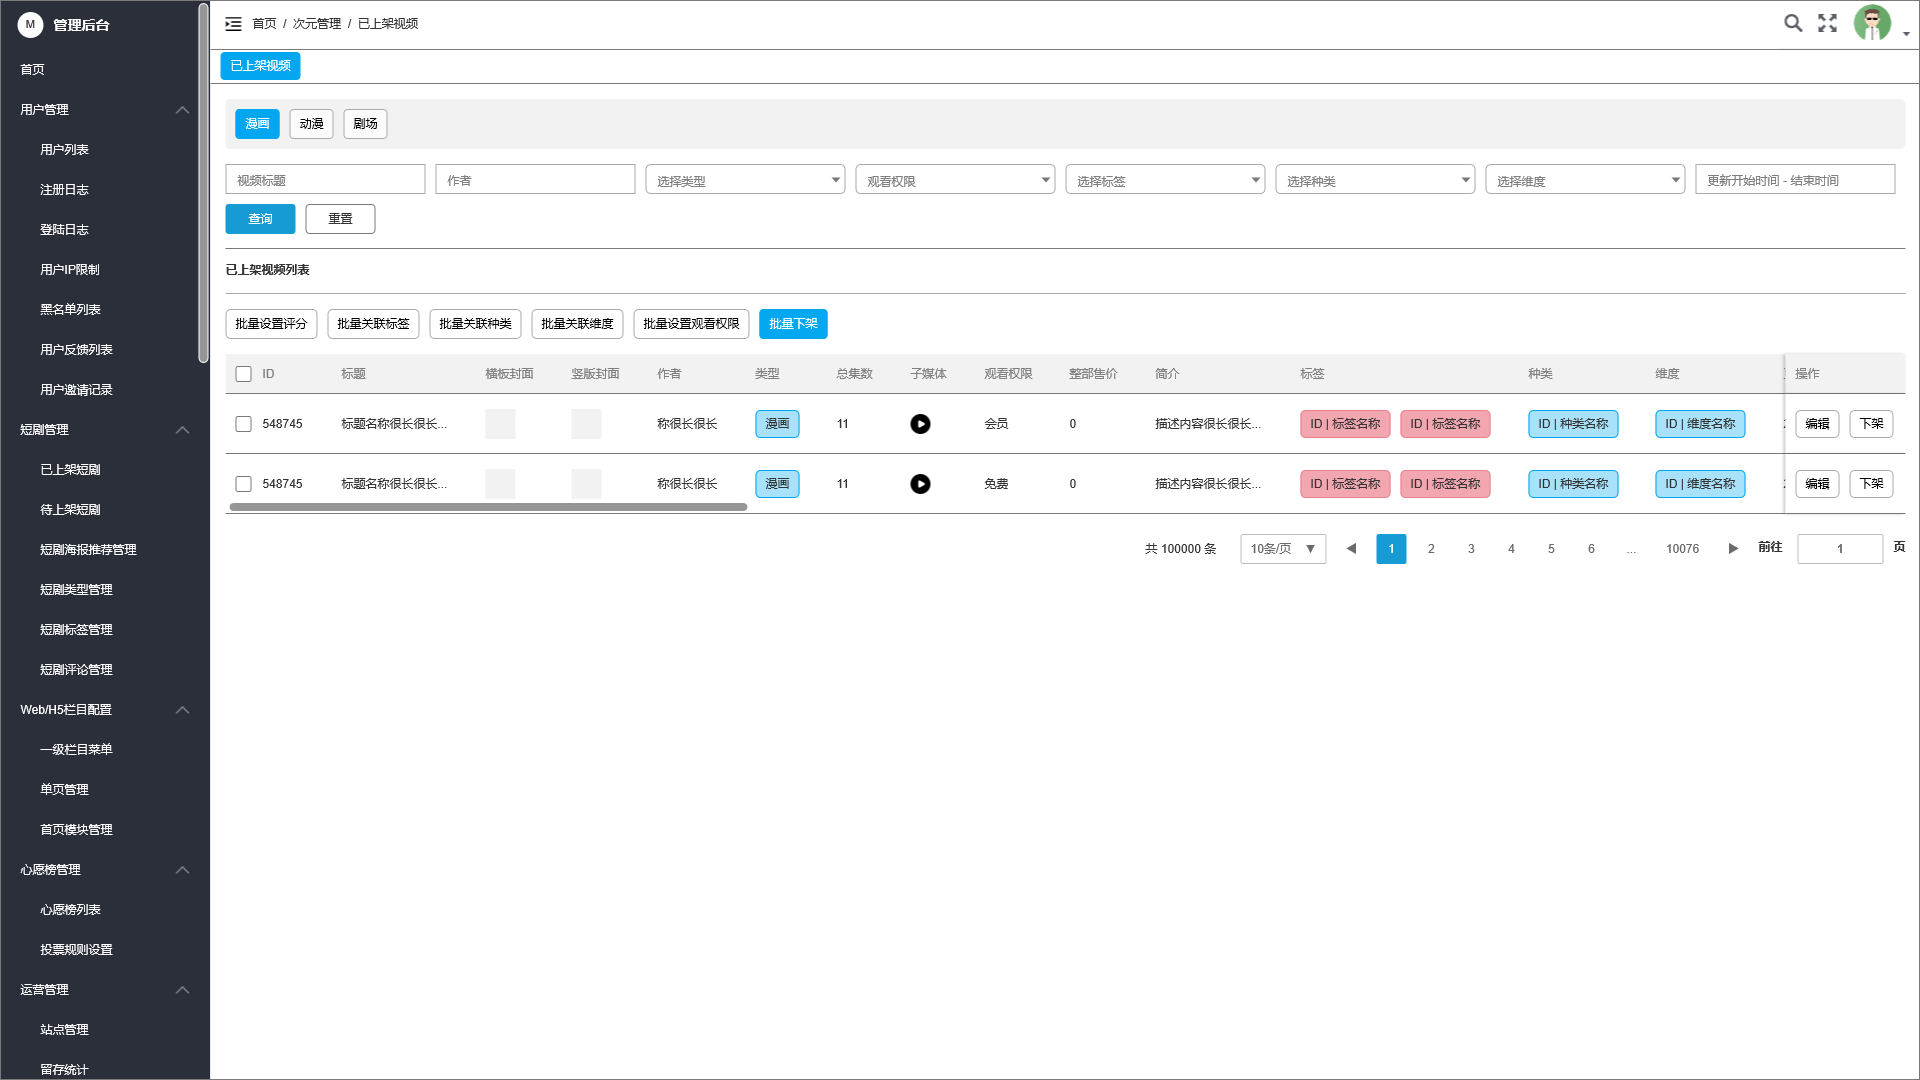 M 管理后台
首页
用户管理
用户列表
注册日志
登陆日志
用户IP限制
黑名单列表
用户反馈列表
用户邀请记录
短剧管理
已上架短剧
待上架短剧
短剧海报推荐管理
短剧类型管理
短剧标签管理
短剧评论管理
Web/H5栏目配置
一级栏目菜单
单页管理
首页模块管理
心愿榜管理
心愿榜列表
投票规则设置
运营管理
站点管理
留存统计
首页 / 次元管理 / 已上架视频
已上架视频
漫画 动漫 剧场
视频标题 作者 选择类型 观看权限 选择标签 选择种类 选择维度 更新开始时间 - 结束时间
查询 重置
已上架视频列表
批量设置评分 批量关联标签 批量关联种类 批量关联维度 批量设置观看权限 批量下架
ID 标题 横板封面 竖版封面 作者 类型 总集数 子媒体 观看权限 整部售价 简介 标签 种类 维度 操作
548745 标题名称很长很长... 称很长很长 漫画 11 会员 0 描述内容很长很长... ID | 标签名称 ID | 标签名称 ID | 种类名称 ID | 维度名称 编辑 下架
548745 标题名称很长很长... 称很长很长 漫画 11 免费 0 描述内容很长很长... ID | 标签名称 ID | 标签名称 ID | 种类名称 ID | 维度名称 编辑 下架
共 100000 条 10条/页 1 2 3 4 5 6 ... 10076 前往 1 页